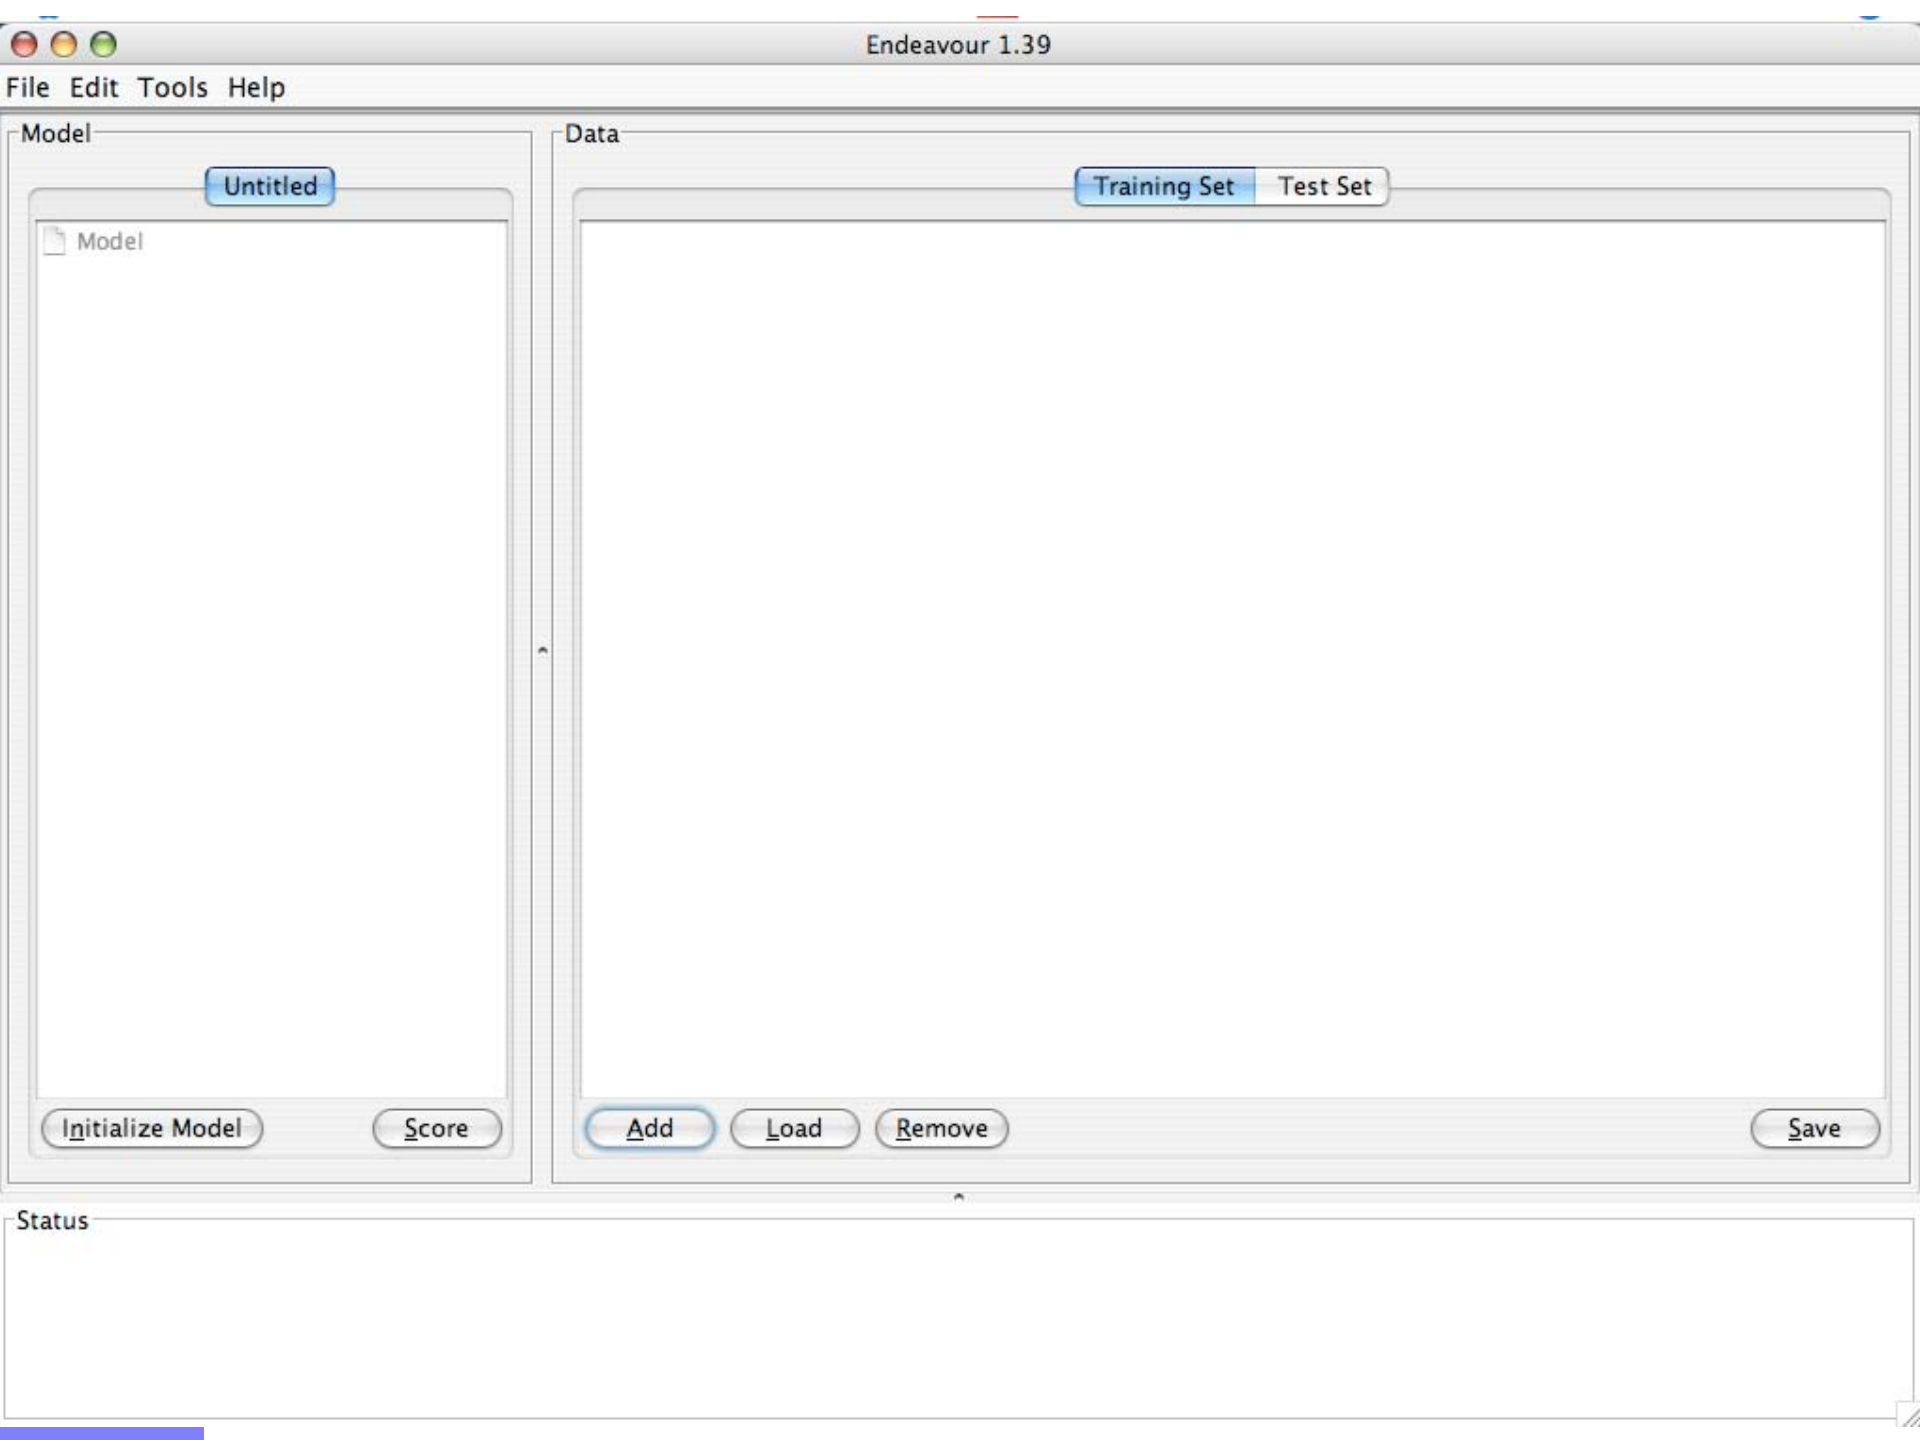 Endeavour 1.39
File Edit Tools Help
Model
Untitled
Model
Initialize Model Score
Data
Training Set Test Set
Add Load Remove Save
Status